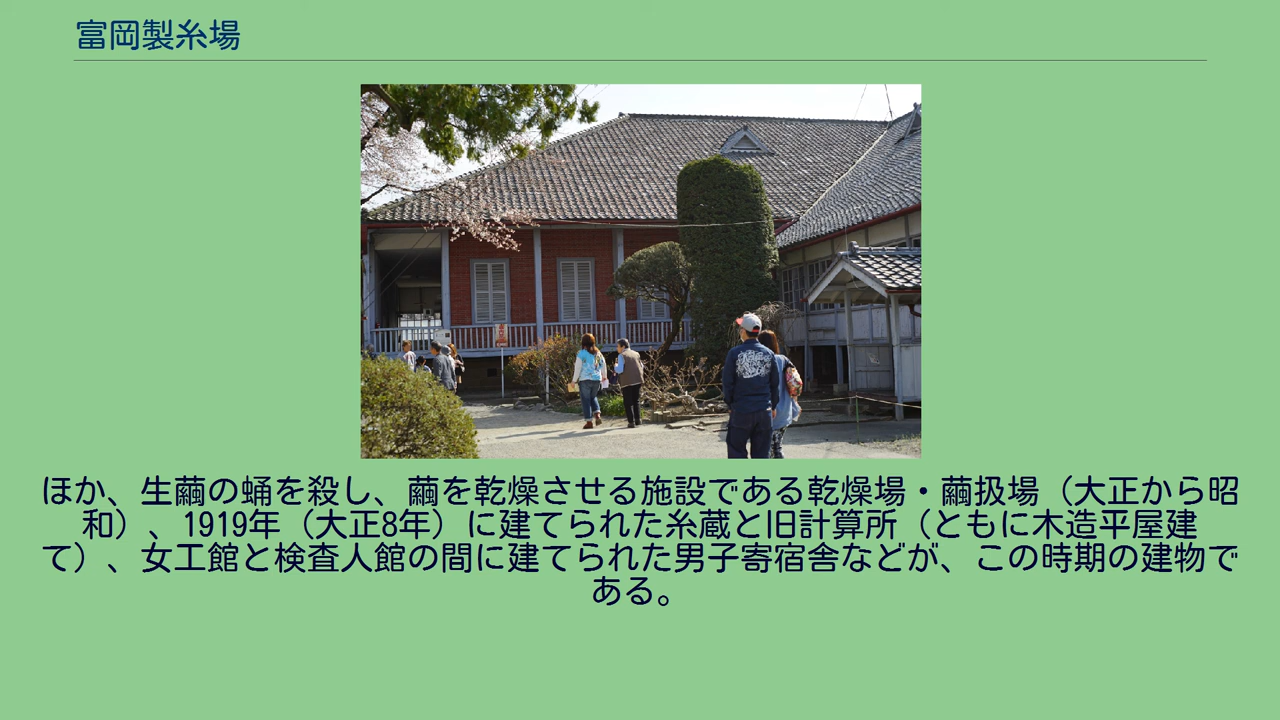 富岡製糸場
ほか、生繭の蛹を殺し、繭を乾燥させる施設である乾燥場・繭扱場（大正から昭
和）、1919年（大正8年）に建てられた糸蔵と旧計算所（ともに木造平屋建
て）、女工館と検査人館の間に建てられた男子寄宿舎などが、この時期の建物で
ある。